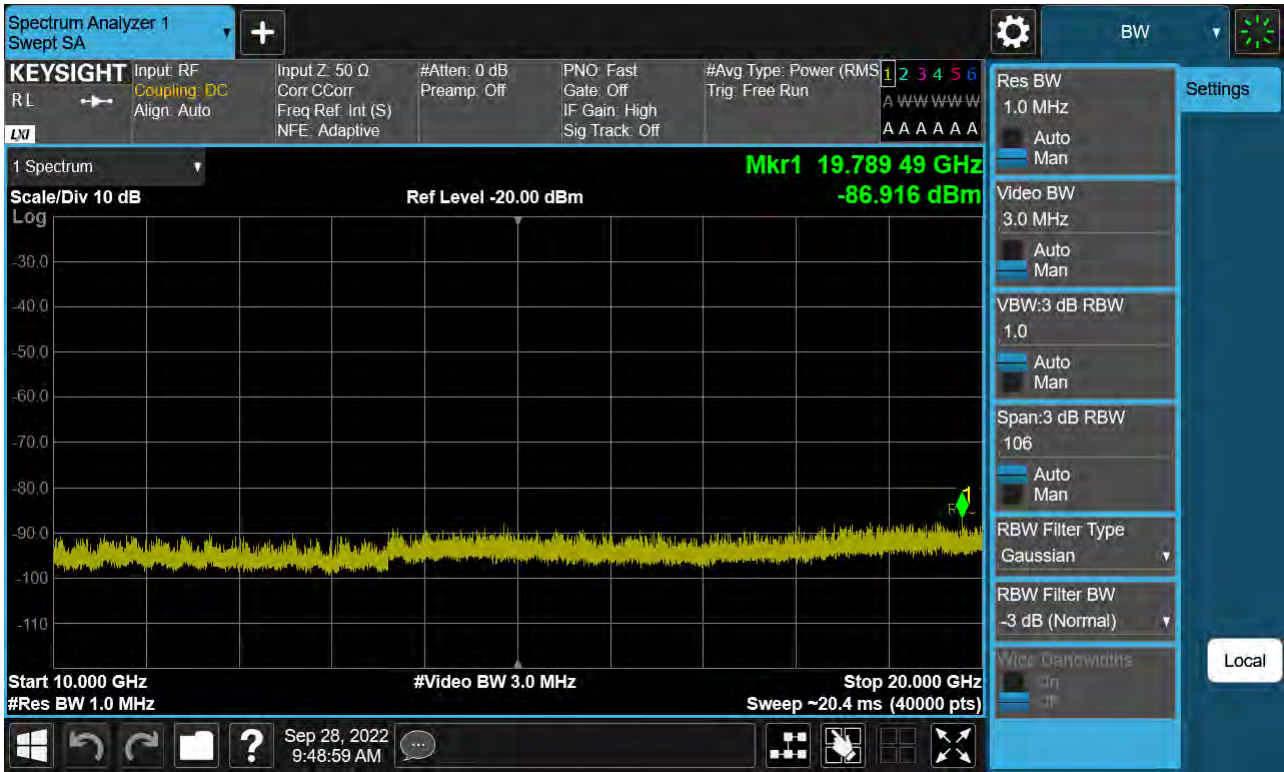 Spectrum Analyzer 1
Swept SA
+
BW
KEYSIGHT
RL
LXI
Input: RF
Coupling: DC
Align: Auto
Input Z: 50 Ω
Corr CCorr
Freq Ref: Int (S)
NFE: Adaptive
#Atten: 0 dB
Preamp: Off
PNO: Fast
Gate: Off
IF Gain: High
Sig Track: Off
#Avg Type: Power (RMS
Trig: Free Run
1 2 3 4 5 6
A W W W W W
A A A A A A
1 Spectrum
Scale/Div 10 dB
Ref Level -20.00 dBm
Mkr1 19.789 49 GHz
-86.916 dBm
Log
-30.0
-40.0
-50.0
-60.0
-70.0
-80.0
-90.0
-100
-110
1
Start 10.000 GHz
#Video BW 3.0 MHz
Stop 20.000 GHz
#Res BW 1.0 MHz
Sweep ~20.4 ms (40000 pts)
Res BW
1.0 MHz
Auto
Man
Video BW
3.0 MHz
Auto
Man
VBW:3 dB RBW
1.0
Auto
Man
Span:3 dB RBW
106
Auto
Man
RBW Filter Type
Gaussian
RBW Filter BW
-3 dB (Normal)
Settings
Local
?
Sep 28, 2022
9:48:59 AM